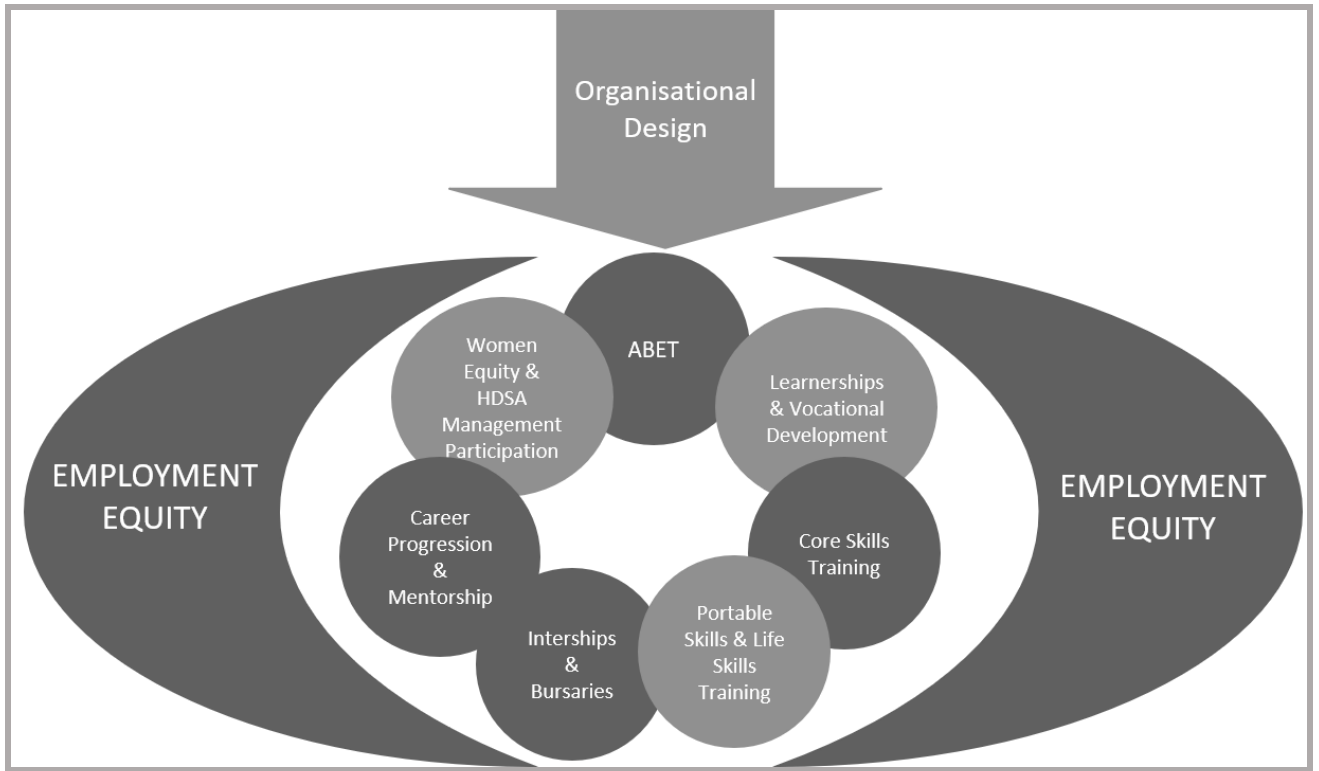 Organisational
Design
ABET
Women
Equity &
HDSA
Management
Participation
Learnerships
& Vocational
Development
EMPLOYMENT
EQUITY
EMPLOYMENT
EQUITY
Career
Progression
&
Mentorship
Core Skills
Training
Interships
&
Bursaries
Portable
Skills & Life
Skills
Training